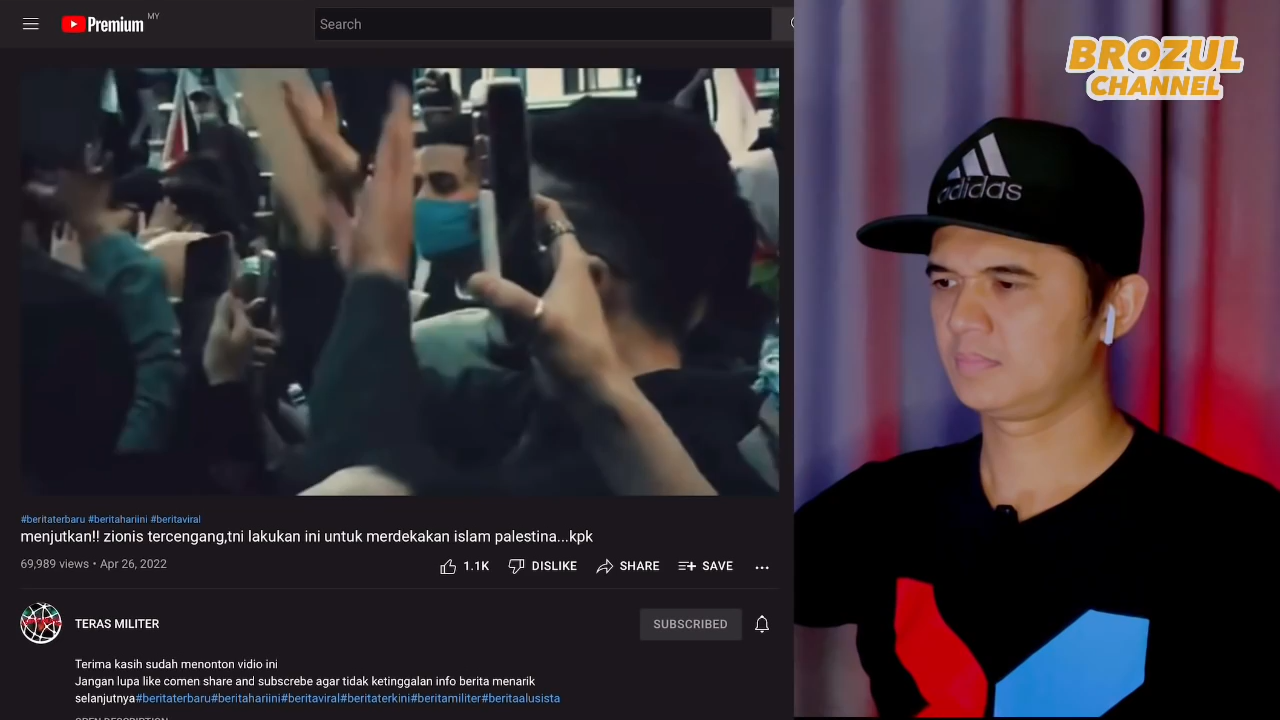 Premium MY
Search
BROZUL
CHANNEL
adidas
#beritaterbaru #beritahariini #beritaviral
menjutkan!! zionis tercengang,tni lakukan ini untuk merdekakan islam palestina...kpk
69,989 views • Apr 26, 2022
1.1K DISLIKE SHARE SAVE
TERAS MILITER
SUBSCRIBED
Terima kasih sudah menonton vidio ini
Jangan lupa like comen share and subscrebe agar tidak ketinggalan info berita menarik
selanjutnya#beritaterbaru#beritahariini#beritaviral#beritaterkini#beritamiliter#beritaalusista